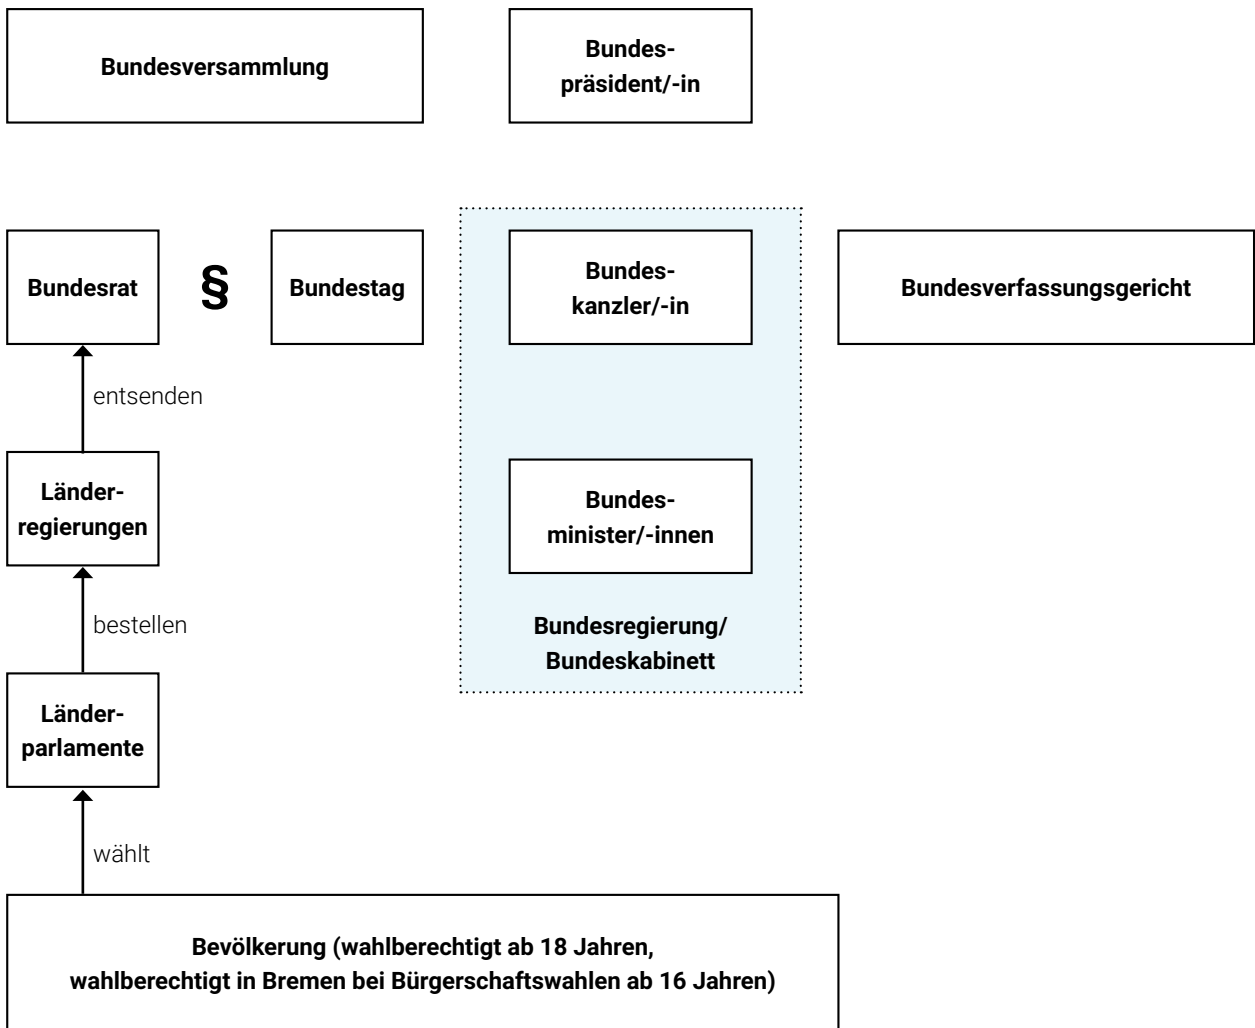 Bundesversammlung
Bundes-
präsident/-in
Bundesrat
§
Bundestag
Bundes-
kanzler/-in
Bundesverfassungsgericht
entsenden
Länder-
regierungen
Bundes-
minister/-innen
bestellen
Bundesregierung/
Bundeskabinett
Länder-
parlamente
wählt
Bevölkerung (wahlberechtigt ab 18 Jahren,
wahlberechtigt in Bremen bei Bürgerschaftswahlen ab 16 Jahren)